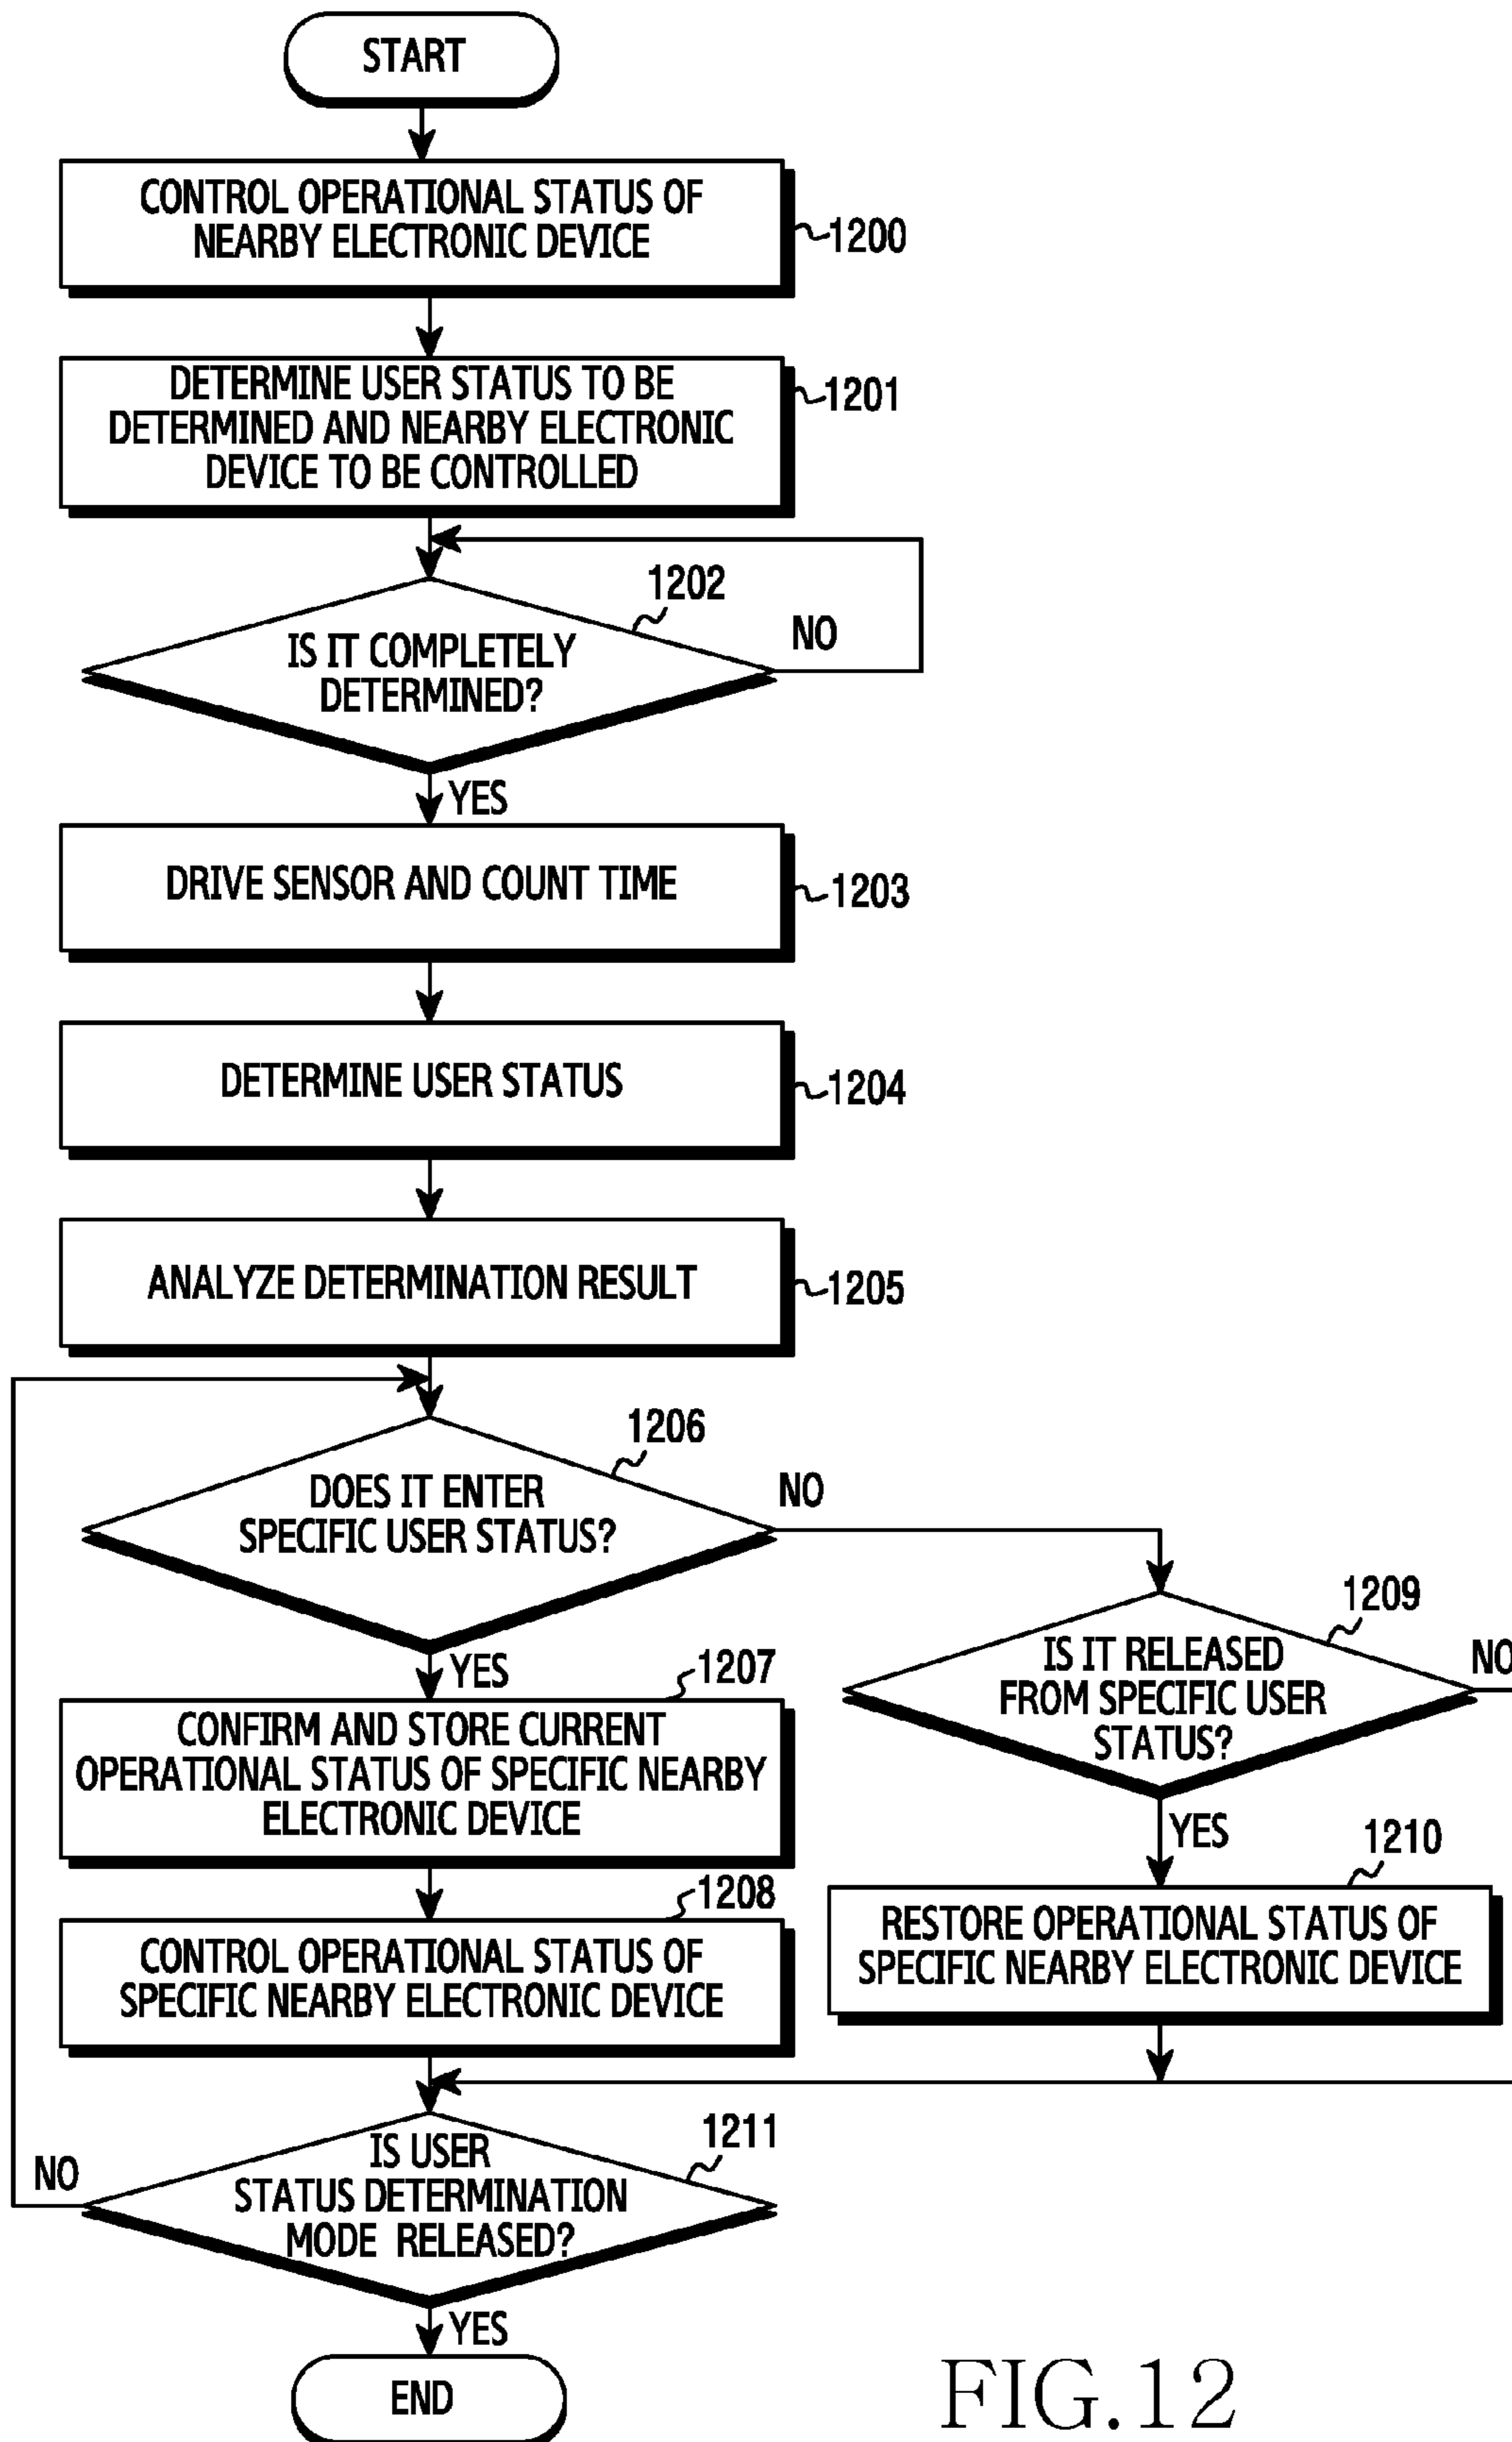 START
CONTROL OPERATIONAL STATUS OF
NEARBY ELECTRONIC DEVICE
1200
DETERMINE USER STATUS TO BE
DETERMINED AND NEARBY ELECTRONIC
DEVICE TO BE CONTROLLED
1201
1202
IS IT COMPLETELY
DETERMINED?
NO
YES
DRIVE SENSOR AND COUNT TIME
1203
DETERMINE USER STATUS
1204
ANALYZE DETERMINATION RESULT
1205
1206
DOES IT ENTER
SPECIFIC USER STATUS?
NO
YES
1207
CONFIRM AND STORE CURRENT
OPERATIONAL STATUS OF SPECIFIC NEARBY
ELECTRONIC DEVICE
1208
CONTROL OPERATIONAL STATUS OF
SPECIFIC NEARBY ELECTRONIC DEVICE
1209
IS IT RELEASED
FROM SPECIFIC USER
STATUS?
NO
YES
1210
RESTORE OPERATIONAL STATUS OF
SPECIFIC NEARBY ELECTRONIC DEVICE
1211
IS USER
STATUS DETERMINATION
MODE RELEASED?
NO
YES
END
FIG.12